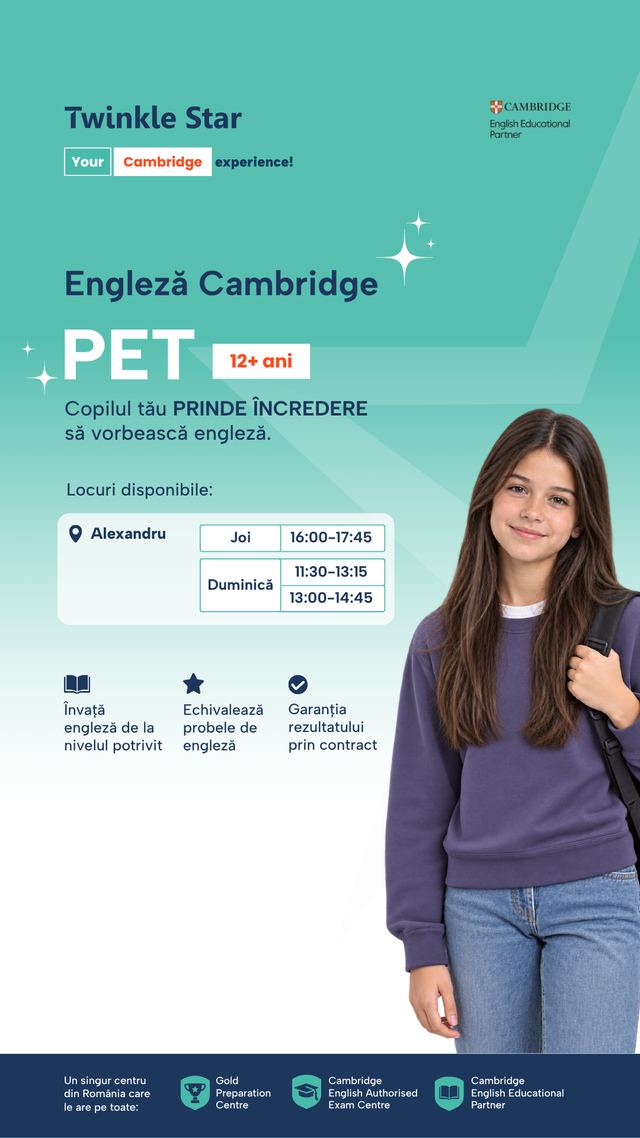 Twinkle Star
CAMBRIDGE
English Educational
Partner
Your Cambridge experience!
Engleză Cambridge
PET 12+ ani
Copilul tău PRINDE ÎNCREDERE
să vorbească engleză.
Locuri disponibile:
Alexandru
Joi 16:00-17:45
Duminică
11:30-13:15
13:00-14:45
Învață
engleză de la
nivelul potrivit
Echivalează
probele de
engleză
Garanția
rezultatului
prin contract
Un singur centru
din România care
le are pe toate:
Gold
Preparation
Centre
Cambridge
English Authorised
Exam Centre
Cambridge
English Educational
Partner